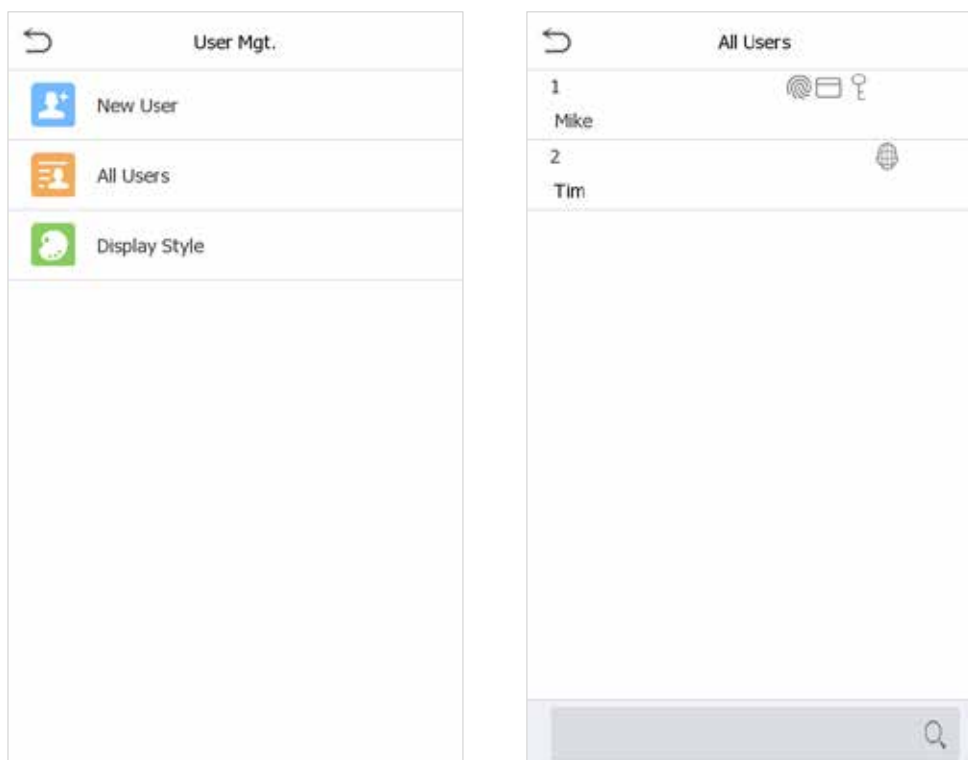 User Mgt.
New User
All Users
Display Style
All Users
1
Mike
2
Tim